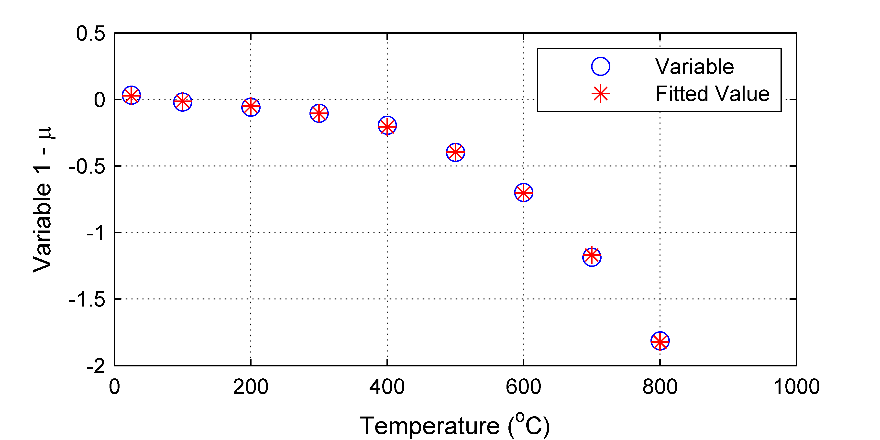 0.5
0
-0.5
-1
-1.5
-2
0 200 400 600 800 1000
Variable 1 - μ
Temperature (°C)
Variable
Fitted Value